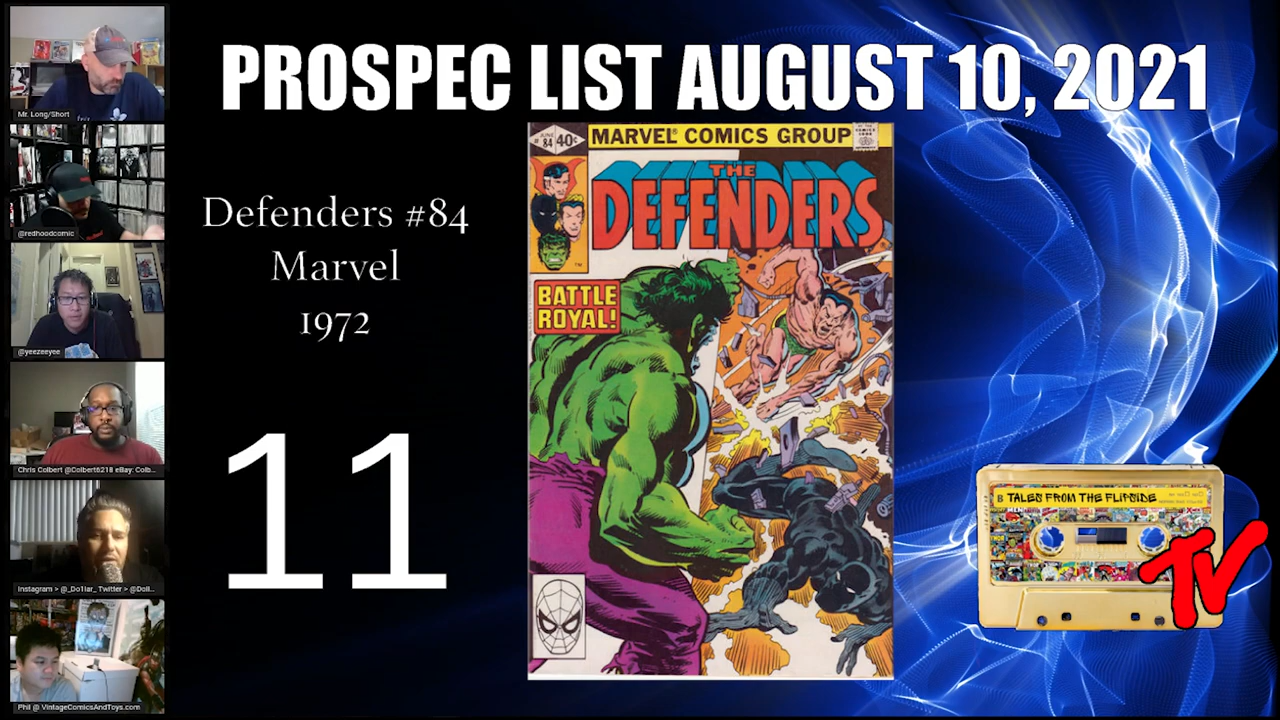 PROSPEC LIST AUGUST 10, 2021
Mr. Long/Short
@redhoodcomic
@yeezeeyee
Chris Colbert @Colbert6218 eBay: Colb...
Instagram > @_Do1lar_ Twitter > @Doll...
Phil @ VintageComicsAndToys.com
Defenders #84
Marvel
1972
11
JUNE
84
40¢
MARVEL® COMICS GROUP
THE
DEFENDERS
BATTLE
ROYAL!
B TALES FROM THE FLIPSIDE
TV